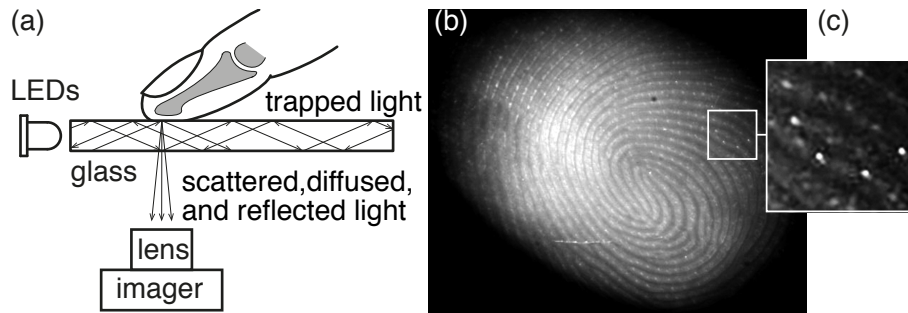 (a)
LEDs
trapped light
glass
scattered,diffused,
and reflected light
lens
imager
(b)
(c)